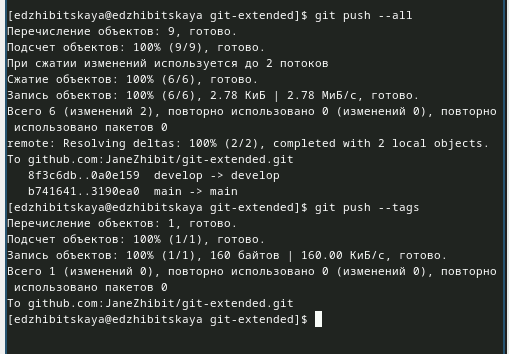 [edzhibitskaya@edzhibitskaya git-extended]$ git push --all
Перечисление объектов: 9, готово.
Подсчет объектов: 100% (9/9), готово.
При сжатии изменений используется до 2 потоков
Сжатие объектов: 100% (6/6), готово.
Запись объектов: 100% (6/6), 2.78 КиБ | 2.78 МиБ/с, готово.
Всего 6 (изменений 2), повторно использовано 0 (изменений 0), повторно
использовано пакетов 0
remote: Resolving deltas: 100% (2/2), completed with 2 local objects.
To github.com:JaneZhibit/git-extended.git
8f3c6db..0a0e159  develop -> develop
b741641..3190ea0  main -> main
[edzhibitskaya@edzhibitskaya git-extended]$ git push --tags
Перечисление объектов: 1, готово.
Подсчет объектов: 100% (1/1), готово.
Запись объектов: 100% (1/1), 160 байтов | 160.00 КиБ/с, готово.
Всего 1 (изменений 0), повторно использовано 0 (изменений 0), повторно
использовано пакетов 0
To github.com:JaneZhibit/git-extended.git
[edzhibitskaya@edzhibitskaya git-extended]$